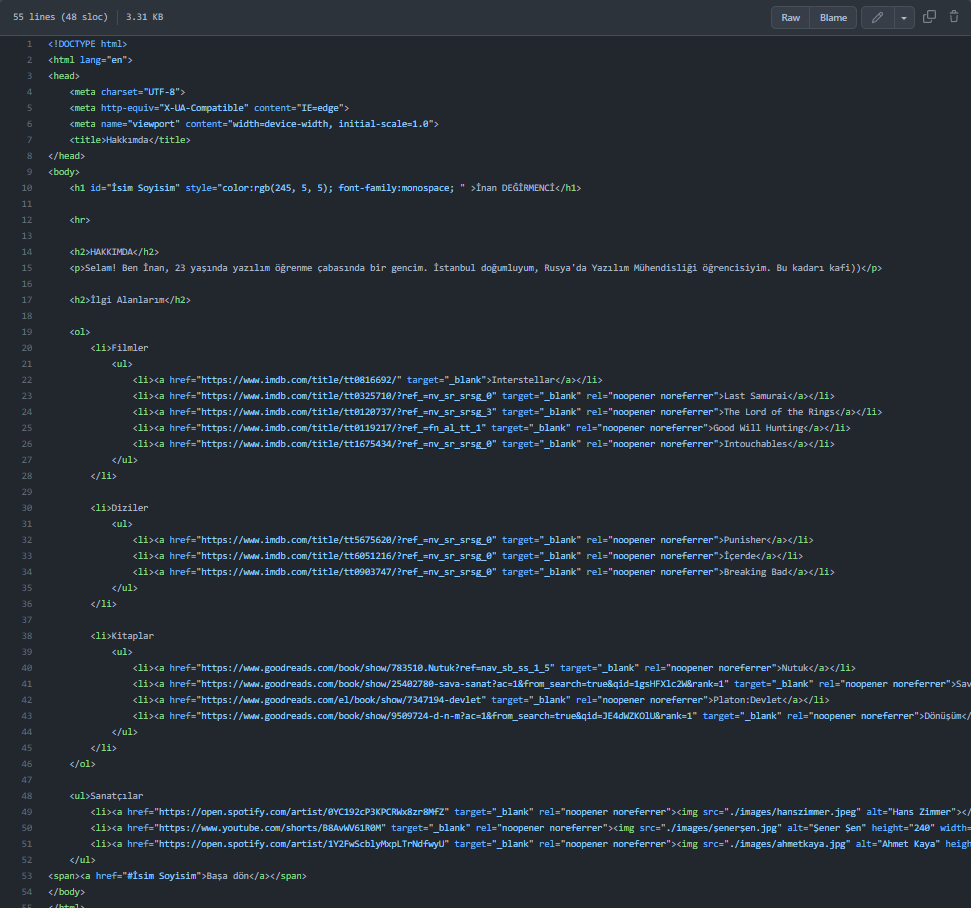 55 lines (48 sloc) 3.31 KB Raw Blame
1 <!DOCTYPE html>
2 <html lang="en">
3 <head>
4 <meta charset="UTF-8">
5 <meta http-equiv="X-UA-Compatible" content="IE=edge">
6 <meta name="viewport" content="width=device-width, initial-scale=1.0">
7 <title>Hakkımda</title>
8 </head>
9 <body>
10 <h1 id="İsim Soyisim" style="color:rgb(245, 5, 5); font-family:monospace; " >İnan DEĞİRMENCİ</h1>
11
12 <hr>
13
14 <h2>HAKKIMDA</h2>
15 <p>Selam! Ben İnan, 23 yaşında yazılım öğrenme çabasında bir gencim. İstanbul doğumluyum, Rusya'da Yazılım Mühendisliği öğrencisiyim. Bu kadarı kafi))</p>
16
17 <h2>İlgi Alanlarım</h2>
18
19 <ol>
20 <li>Filmler
21 <ul>
22 <li><a href="https://www.imdb.com/title/tt0816692/" target="_blank">Interstellar</a></li>
23 <li><a href="https://www.imdb.com/title/tt0325710/?ref_=nv_sr_srsg_0" target="_blank" rel="noopener noreferrer">Last Samurai</a></li>
24 <li><a href="https://www.imdb.com/title/tt0120737/?ref_=nv_sr_srsg_3" target="_blank" rel="noopener noreferrer">The Lord of the Rings</a></li>
25 <li><a href="https://www.imdb.com/title/tt0119217/?ref_=fn_al_tt_1" target="_blank" rel="noopener noreferrer">Good Will Hunting</a></li>
26 <li><a href="https://www.imdb.com/title/tt1675434/?ref_=nv_sr_srsg_0" target="_blank" rel="noopener noreferrer">Intouchables</a></li>
27 </ul>
28 </li>
29
30 <li>Diziler
31 <ul>
32 <li><a href="https://www.imdb.com/title/tt5675620/?ref_=nv_sr_srsg_0" target="_blank" rel="noopener noreferrer">Punisher</a></li>
33 <li><a href="https://www.imdb.com/title/tt6051216/?ref_=nv_sr_srsg_0" target="_blank" rel="noopener noreferrer">İçerde</a></li>
34 <li><a href="https://www.imdb.com/title/tt0903747/?ref_=nv_sr_srsg_0" target="_blank" rel="noopener noreferrer">Breaking Bad</a></li>
35 </ul>
36 </li>
37
38 <li>Kitaplar
39 <ul>
40 <li><a href="https://www.goodreads.com/book/show/783510.Nutuk?ref=nav_sb_ss_1_5" target="_blank" rel="noopener noreferrer">Nutuk</a></li>
41 <li><a href="https://www.goodreads.com/book/show/25402780-sava-sanat?ac=1&from_search=true&qid=1gsHFXlc2W&rank=1" target="_blank" rel="noopener noreferrer">Sav
42 <li><a href="https://www.goodreads.com/el/book/show/7347194-devlet" target="_blank" rel="noopener noreferrer">Platon:Devlet</a></li>
43 <li><a href="https://www.goodreads.com/book/show/9509724-d-n-m?ac=1&from_search=true&qid=JE4dWZKOlU&rank=1" target="_blank" rel="noopener noreferrer">Dönüşüm</
44 </ul>
45 </li>
46 </ol>
47
48 <ul>Sanatçılar
49 <li><a href="https://open.spotify.com/artist/0YC192cP3KPCRWx8zr8MfZ" target="_blank" rel="noopener noreferrer"><img src="./images/hanszimmer.jpeg" alt="Hans Zimmer"></
50 <li><a href="https://www.youtube.com/shorts/B8AvWV61R0M" target="_blank" rel="noopener noreferrer"><img src="./images/şenerşen.jpg" alt="Şener Şen" height="240" width=
51 <li><a href="https://open.spotify.com/artist/1Y2FwScblyMxpLTrNdfwyU" target="_blank" rel="noopener noreferrer"><img src="./images/ahmetkaya.jpg" alt="Ahmet Kaya" heigh
52 </ul>
53 <span><a href="#İsim Soyisim">Başa dön</a></span>
54 </body>
55 </html>